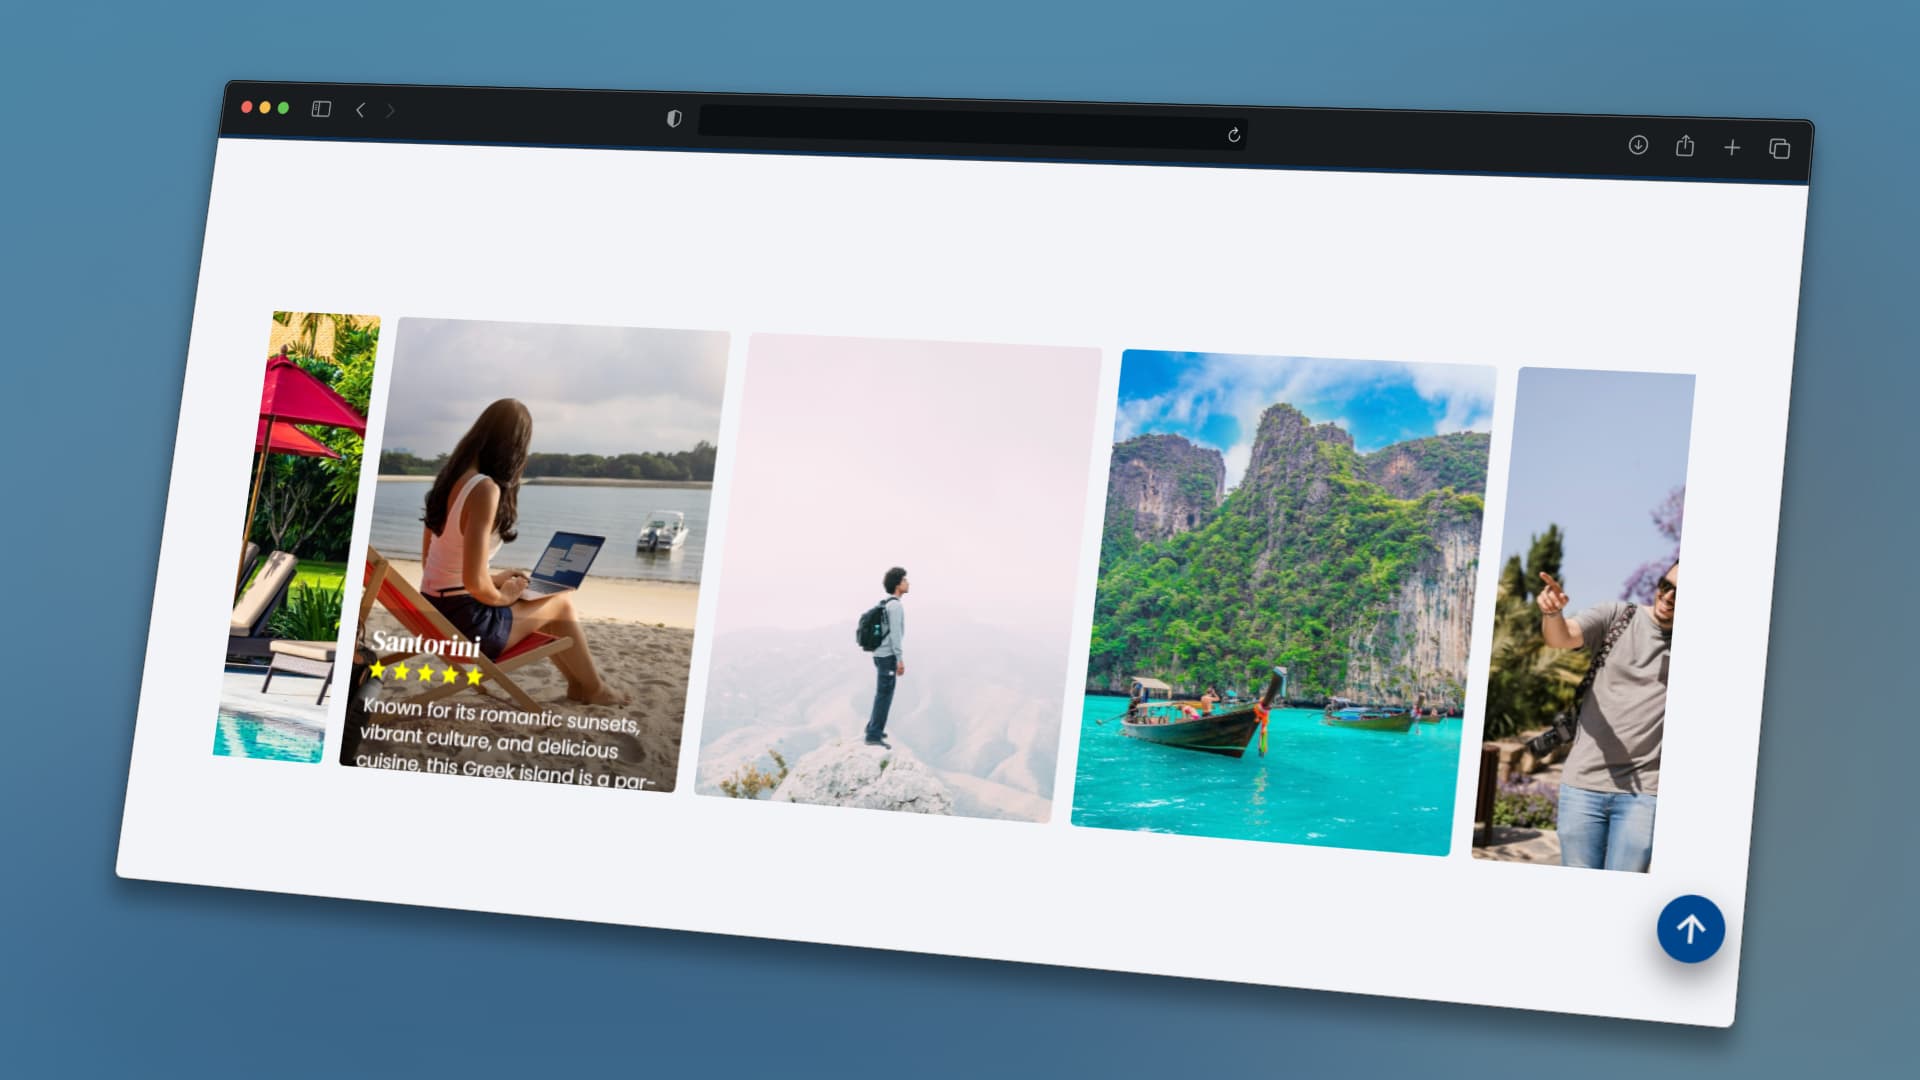 Santorini
Known for its romantic sunsets,
vibrant culture, and delicious
cuisine, this Greek island is a par-